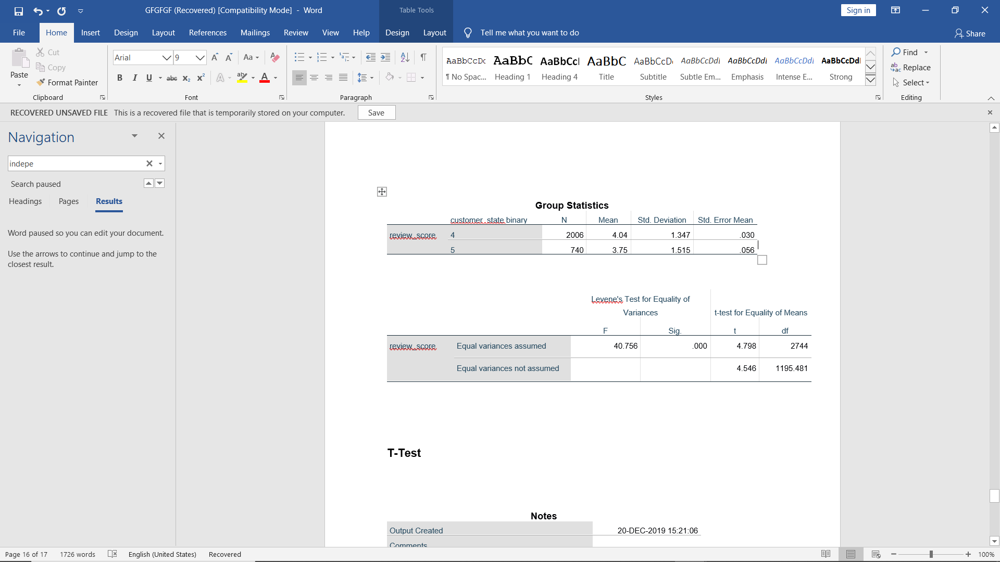 GFGFGF (Recovered) [Compatibility Mode] - Word
Table Tools
Sign in
File Home Insert Design Layout References Mailings Review View Help Design Layout Tell me what you want to do Share
Paste
Cut
Copy
Format Painter
Clipboard
Arial 9
Font
Paragraph
AaBbCcDc AaBbC AaBbCcl AaBbC AaBbCcD AaBbCcDdI AaBbCcDdI AaBbCcDdI AaBbCcDdI
¶ No Spac... Heading 1 Heading 4 Title Subtitle Subtle Em... Emphasis Intense E... Strong
Styles
Find
Replace
Select
Editing
RECOVERED UNSAVED FILE This is a recovered file that is temporarily stored on your computer. Save
Navigation
indepe
Search paused
Headings Pages Results
Word paused so you can edit your document.
Use the arrows to continue and jump to the
closest result.
Group Statistics
customer_state binary N Mean Std. Deviation Std. Error Mean
review_score 4 2006 4.04 1.347 .030
5 740 3.75 1.515 .056
Levene's Test for Equality of
Variances t-test for Equality of Means
F Sig. t df
review_score Equal variances assumed 40.756 .000 4.798 2744
Equal variances not assumed 4.546 1195.481
T-Test
Notes
Output Created 20-DEC-2019 15:21:06
Comments
Page 16 of 17 1726 words English (United States) Recovered 100%